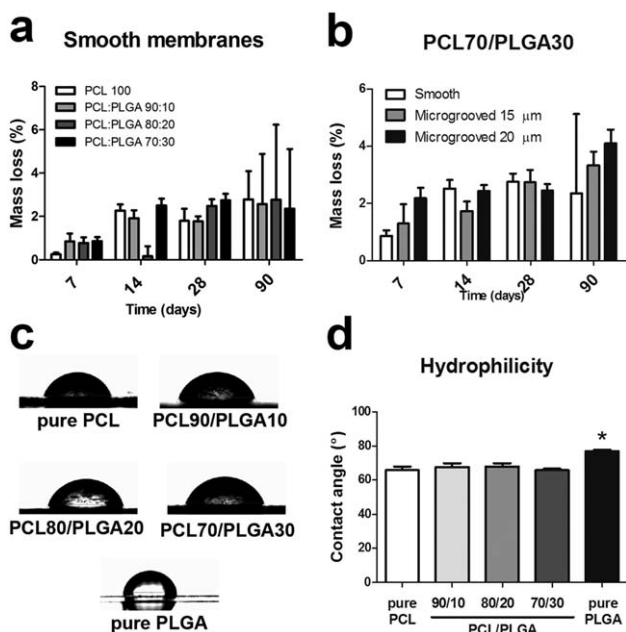 a
Smooth membranes
Mass loss (%)
8
6
4
2
0
PCL 100
PCL:PLGA 90:10
PCL:PLGA 80:20
PCL:PLGA 70:30
7 14 28 90
Time (days)
b
PCL70/PLGA30
Mass loss (%)
6
4
2
0
Smooth
Microgrooved 15 μm
Microgrooved 20 μm
7 14 28 90
Time (days)
c
pure PCL
PCL90/PLGA10
PCL80/PLGA20
PCL70/PLGA30
pure PLGA
d
Hydrophilicity
Contact angle (°)
100
80
60
40
20
0
*
pure
PCL
90/10 80/20 70/30
PCL/PLGA
pure
PLGA